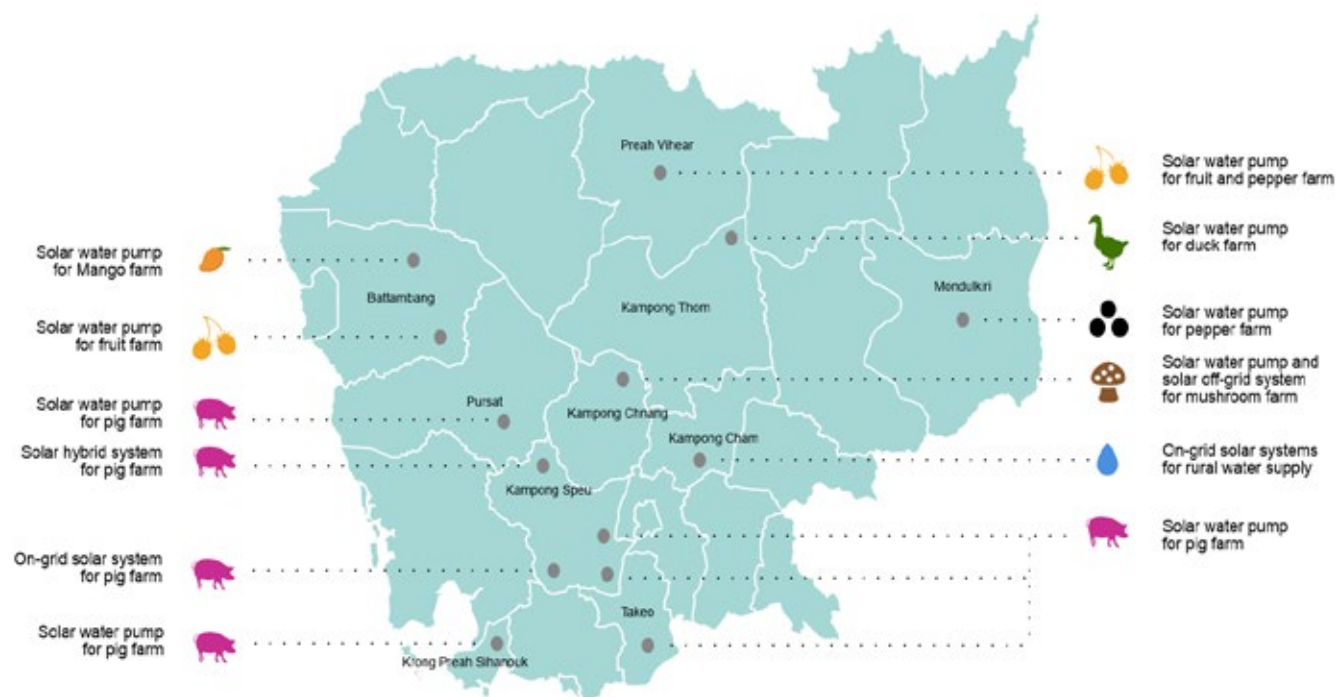 Preah Vihear
Solar water pump
for fruit and pepper farm
Solar water pump
for duck farm
Solar water pump
for Mango farm
Battambang
Kampong Thom
Mondulkiri
Solar water pump
for pepper farm
Solar water pump
for fruit farm
Solar water pump and
solar off-grid system
for mushroom farm
Pursat
Kampong Chnang
Solar water pump
for pig farm
Kampong Cham
Solar hybrid system
for pig farm
On-grid solar systems
for rural water supply
Kampong Speu
Solar water pump
for pig farm
On-grid solar system
for pig farm
Takeo
Solar water pump
for pig farm
Krong Preah Sihanouk